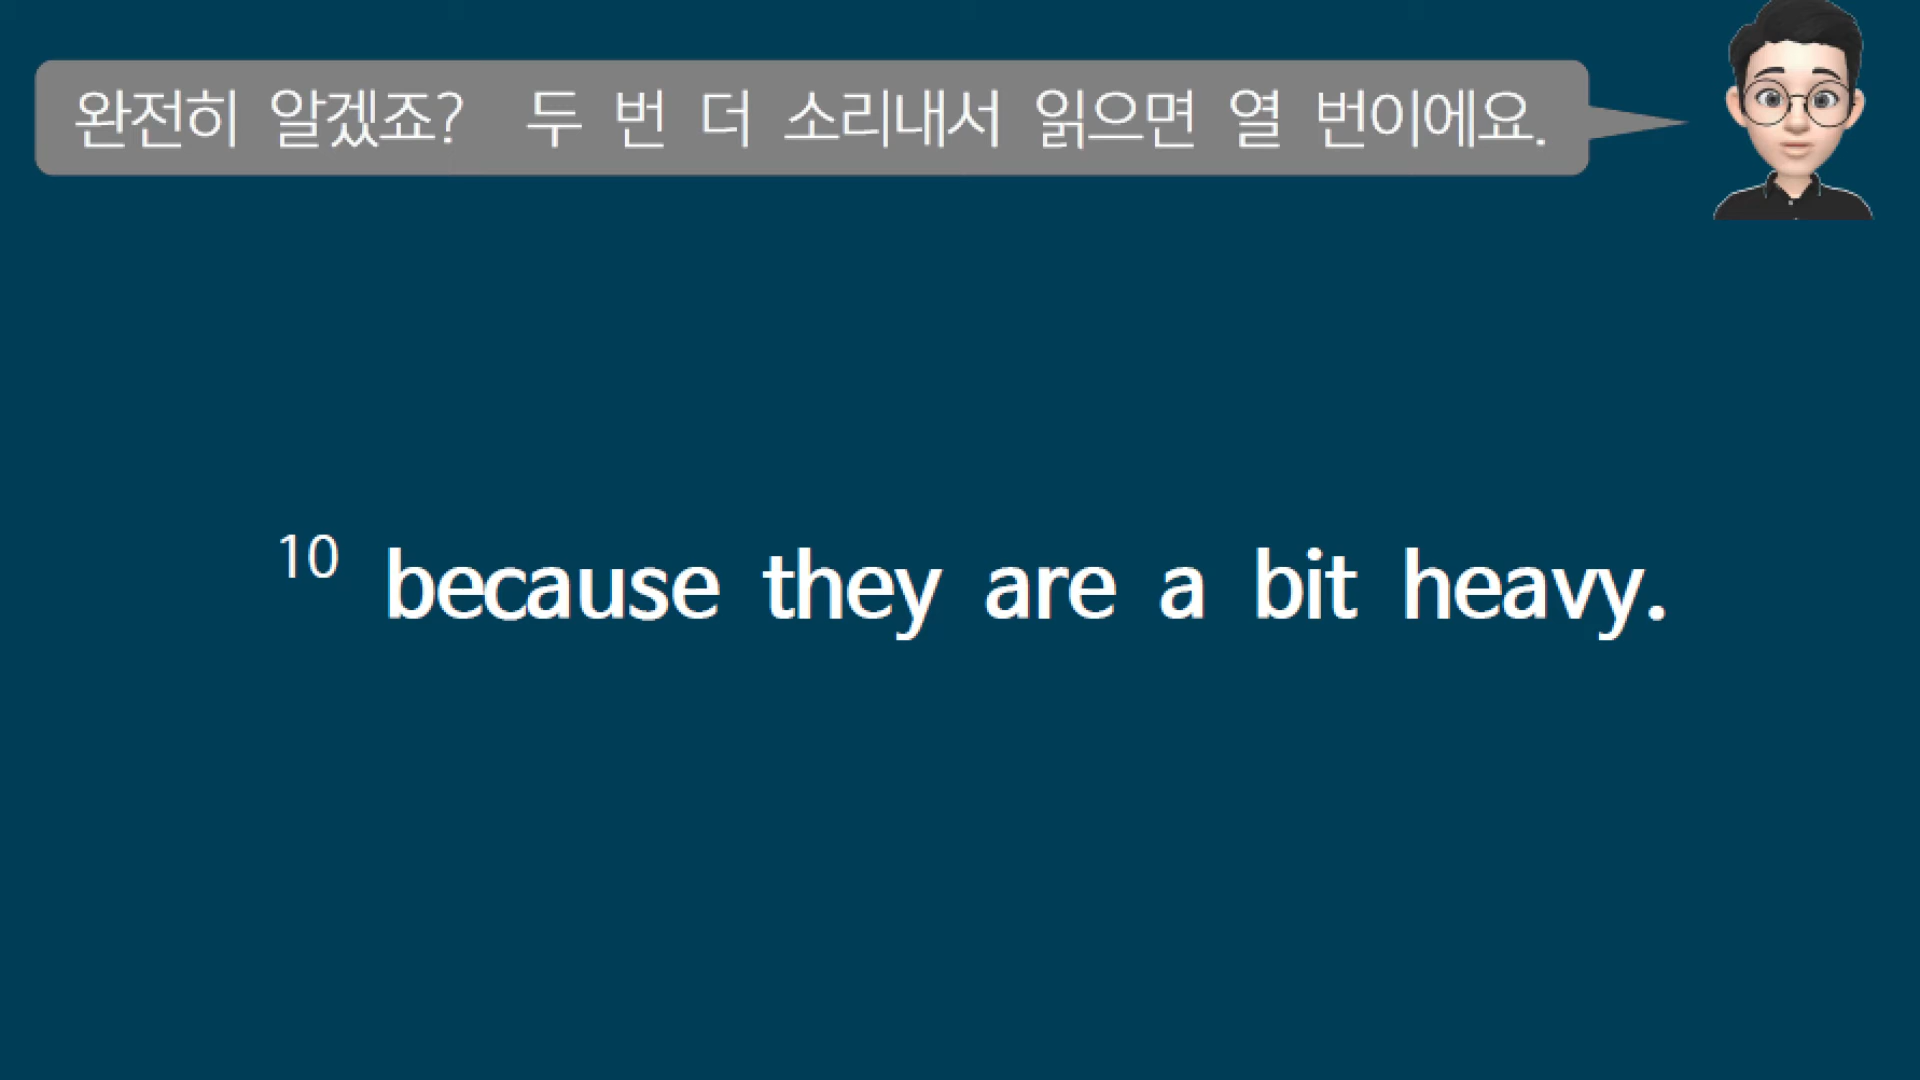 완전히 알겠죠? 두 번 더 소리내서 읽으면 열 번이에요.
10 because they are a bit heavy.